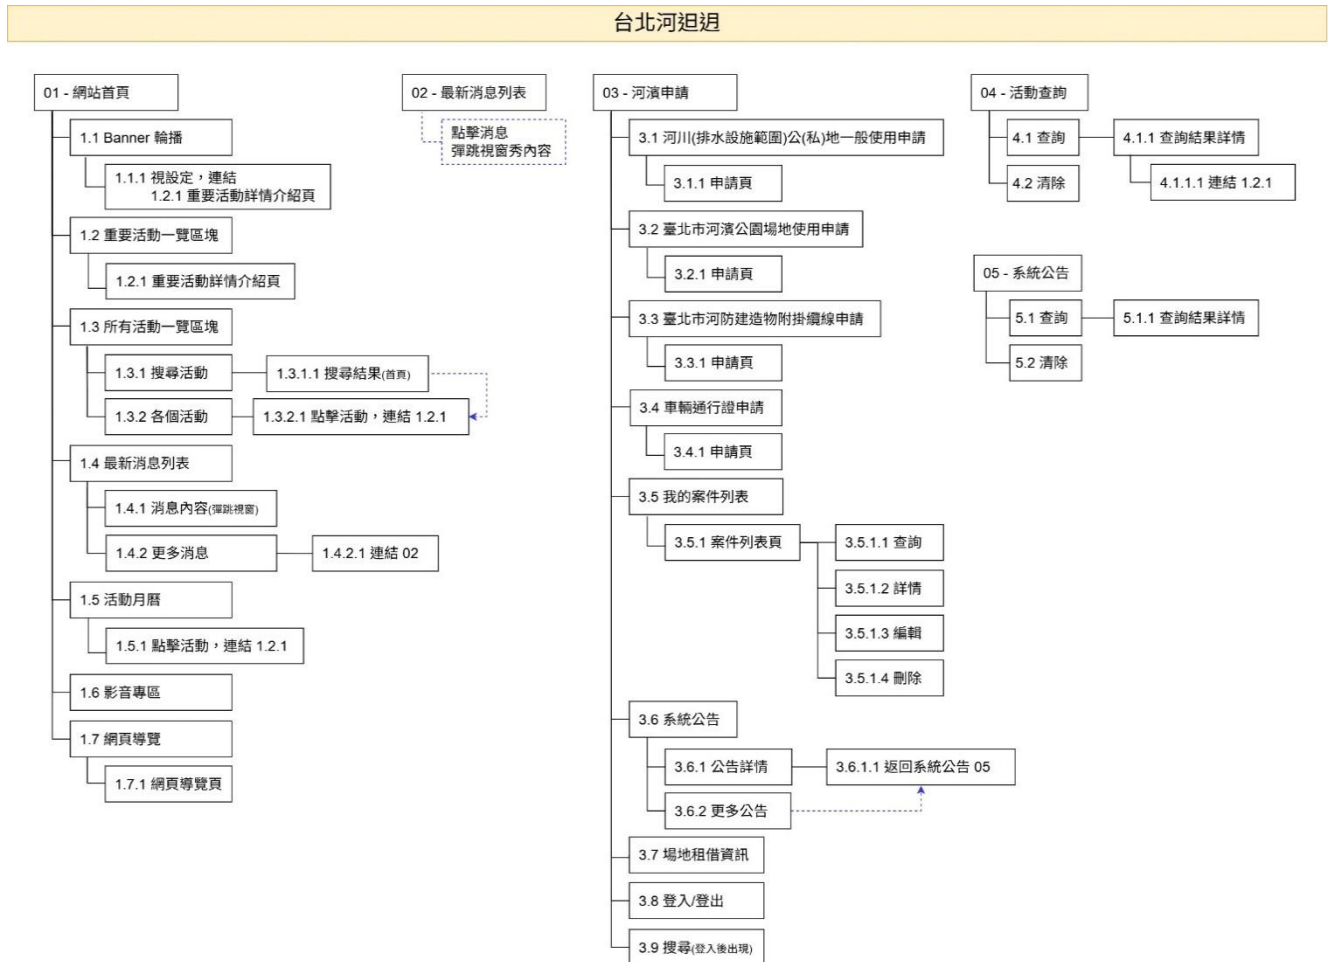 台北河迌迌
01 - 網站首頁
1.1 Banner 輪播
1.1.1 視設定，連結
1.2.1 重要活動詳情介紹頁
1.2 重要活動一覽區塊
1.2.1 重要活動詳情介紹頁
1.3 所有活動一覽區塊
1.3.1 搜尋活動
1.3.1.1 搜尋結果(首頁)
1.3.2 各個活動
1.3.2.1 點擊活動，連結 1.2.1
1.4 最新消息列表
1.4.1 消息內容(彈跳視窗)
1.4.2 更多消息
1.4.2.1 連結 02
1.5 活動月曆
1.5.1 點擊活動，連結 1.2.1
1.6 影音專區
1.7 網頁導覽
1.7.1 網頁導覽頁
02 - 最新消息列表
點擊消息
彈跳視窗秀內容
03 - 河濱申請
3.1 河川(排水設施範圍)公(私)地一般使用申請
3.1.1 申請頁
3.2 臺北市河濱公園場地使用申請
3.2.1 申請頁
3.3 臺北市河防建造物附掛纜線申請
3.3.1 申請頁
3.4 車輛通行證申請
3.4.1 申請頁
3.5 我的案件列表
3.5.1 案件列表頁
3.5.1.1 查詢
3.5.1.2 詳情
3.5.1.3 編輯
3.5.1.4 刪除
3.6 系統公告
3.6.1 公告詳情
3.6.1.1 返回系統公告 05
3.6.2 更多公告
3.7 場地租借資訊
3.8 登入/登出
3.9 搜尋(登入後出現)
04 - 活動查詢
4.1 查詢
4.1.1 查詢結果詳情
4.1.1.1 連結 1.2.1
4.2 清除
05 - 系統公告
5.1 查詢
5.1.1 查詢結果詳情
5.2 清除